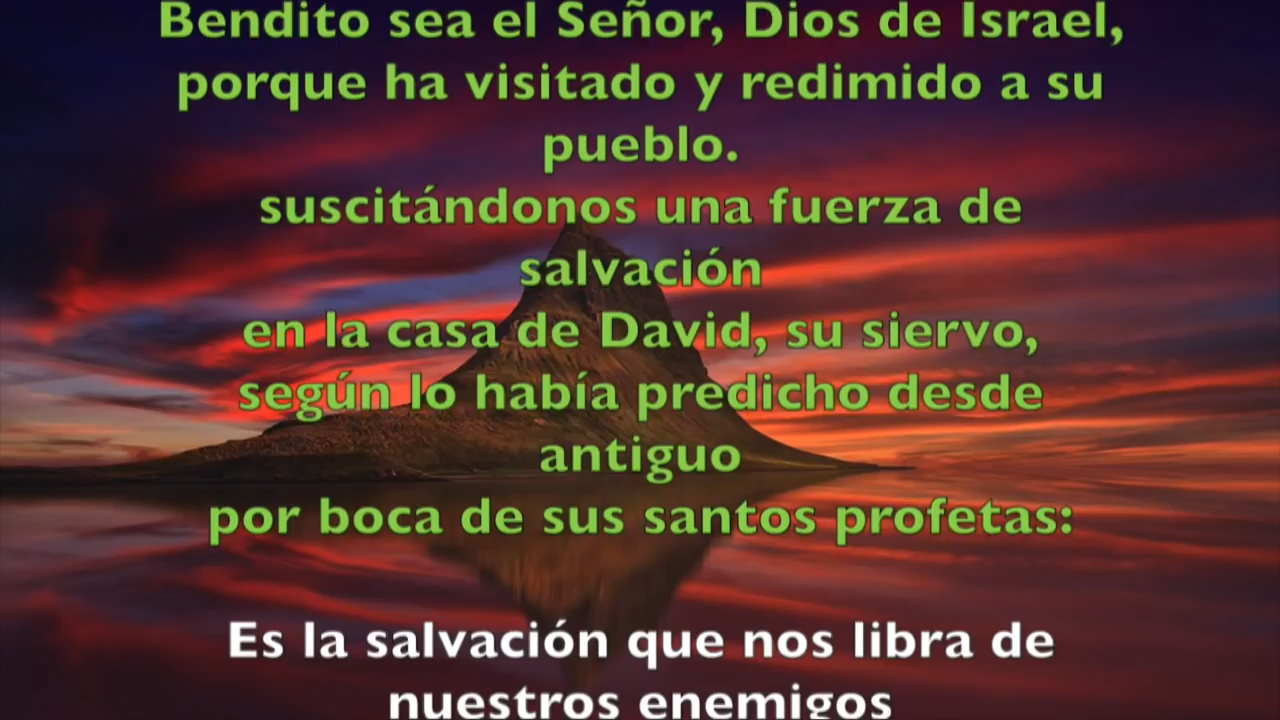 Bendito sea el Señor, Dios de Israel,
porque ha visitado y redimido a su
pueblo.
suscitándonos una fuerza de
salvación
en la casa de David, su siervo,
según lo había predicho desde
antiguo
por boca de sus santos profetas:
Es la salvación que nos libra de
nuestros enemigos